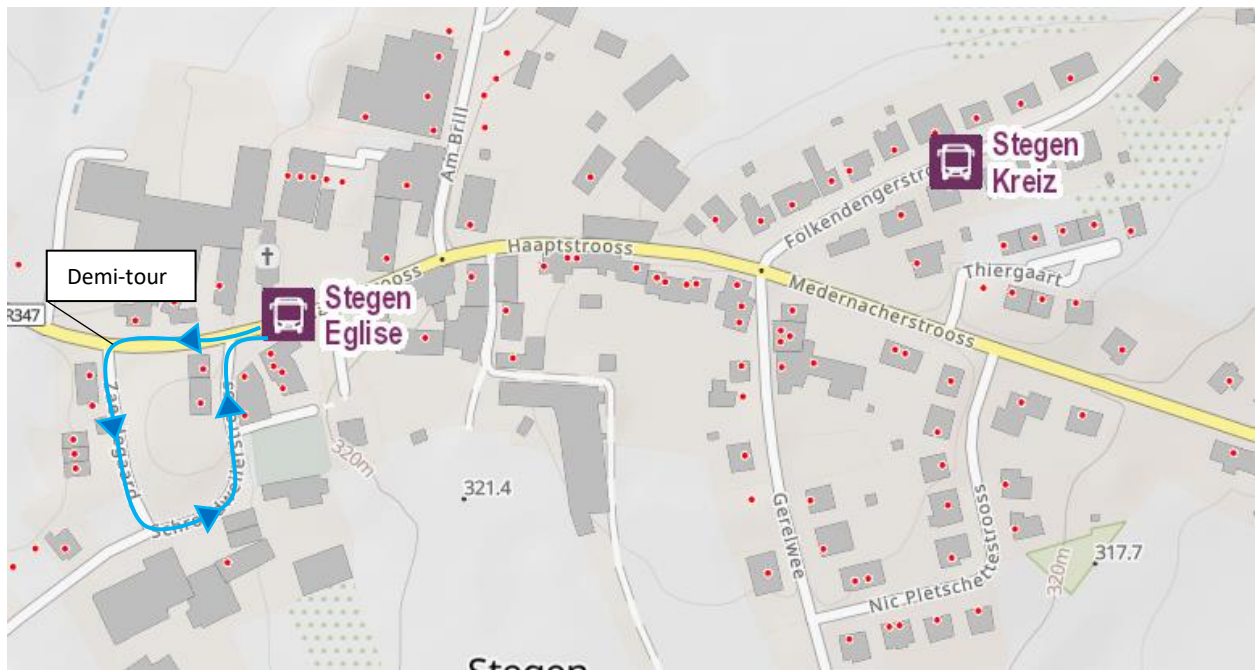 Am Brill
Stegen
Kreiz
Folkendengerstro
Haaptstrooss
Thiergaart
Demi-tour
Stegen
Eglise
Medernacherstrooss
R347
320m
321.4
Gerelwee
Nic Pletschettestrooss
320m
317.7
Stegen